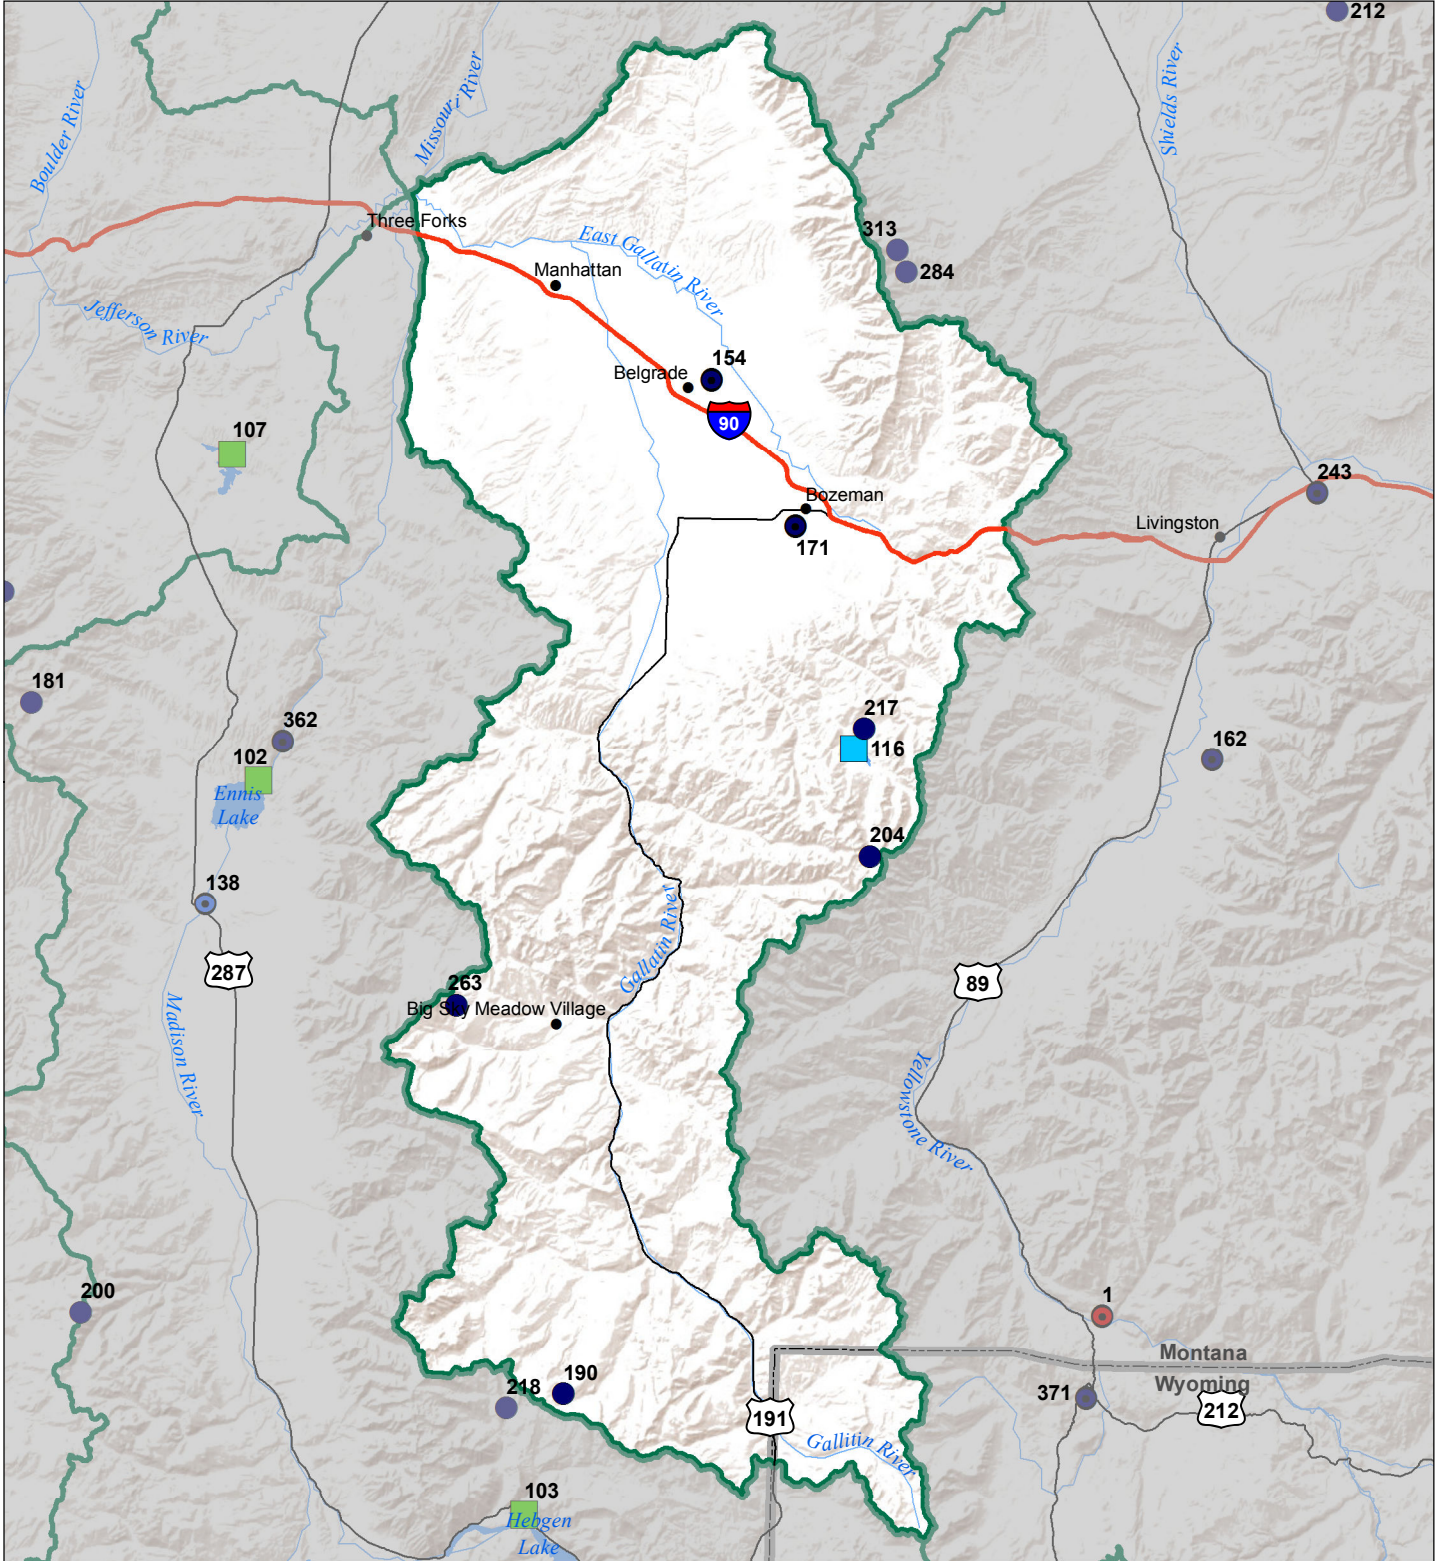 212
Missouri River
Shields River
Boulder River
Three Forks
313
East Gallatin River
284
Manhattan
Jefferson River
154
Belgrade
90
107
243
Bozeman
Livingston
171
181
362
217
116
162
102
Ennis
Lake
204
138
Gallatin River
287
89
263
Big Sky Meadow Village
Madison River
Yellowstone River
200
1
Montana
Wyoming
218
190
371
212
191
Gallitin River
103
Hebgen
Lake